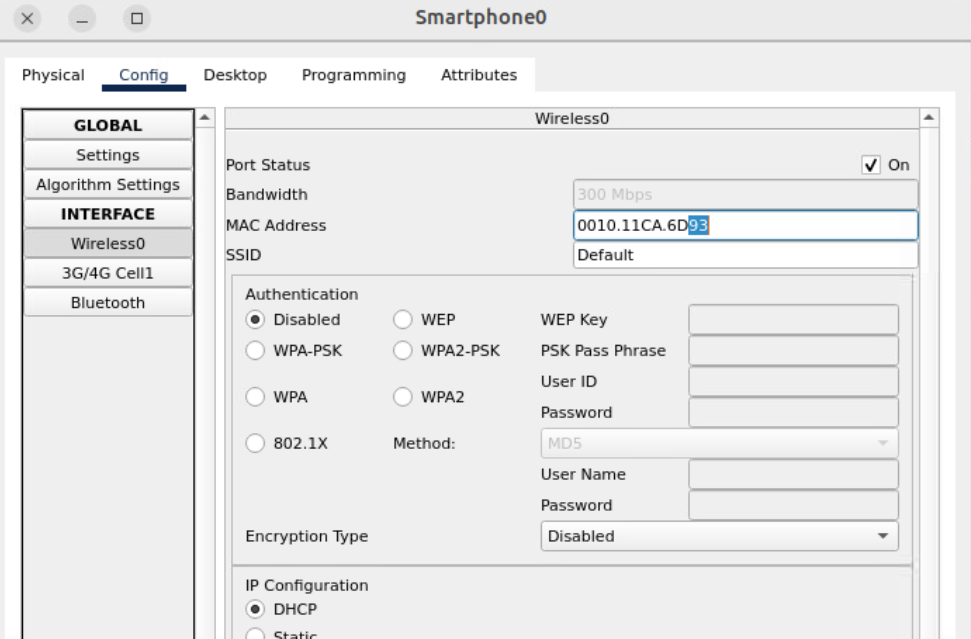 Smartphone0
Physical Config Desktop Programming Attributes
GLOBAL
Settings
Algorithm Settings
INTERFACE
Wireless0
3G/4G Cell1
Bluetooth
Wireless0
Port Status On
Bandwidth 300 Mbps
MAC Address 0010.11CA.6D93
SSID Default
Authentication
Disabled WEP WEP Key
WPA-PSK WPA2-PSK PSK Pass Phrase
User ID
WPA WPA2
Password
802.1X Method: MD5
User Name
Password
Encryption Type Disabled
IP Configuration
DHCP
Static